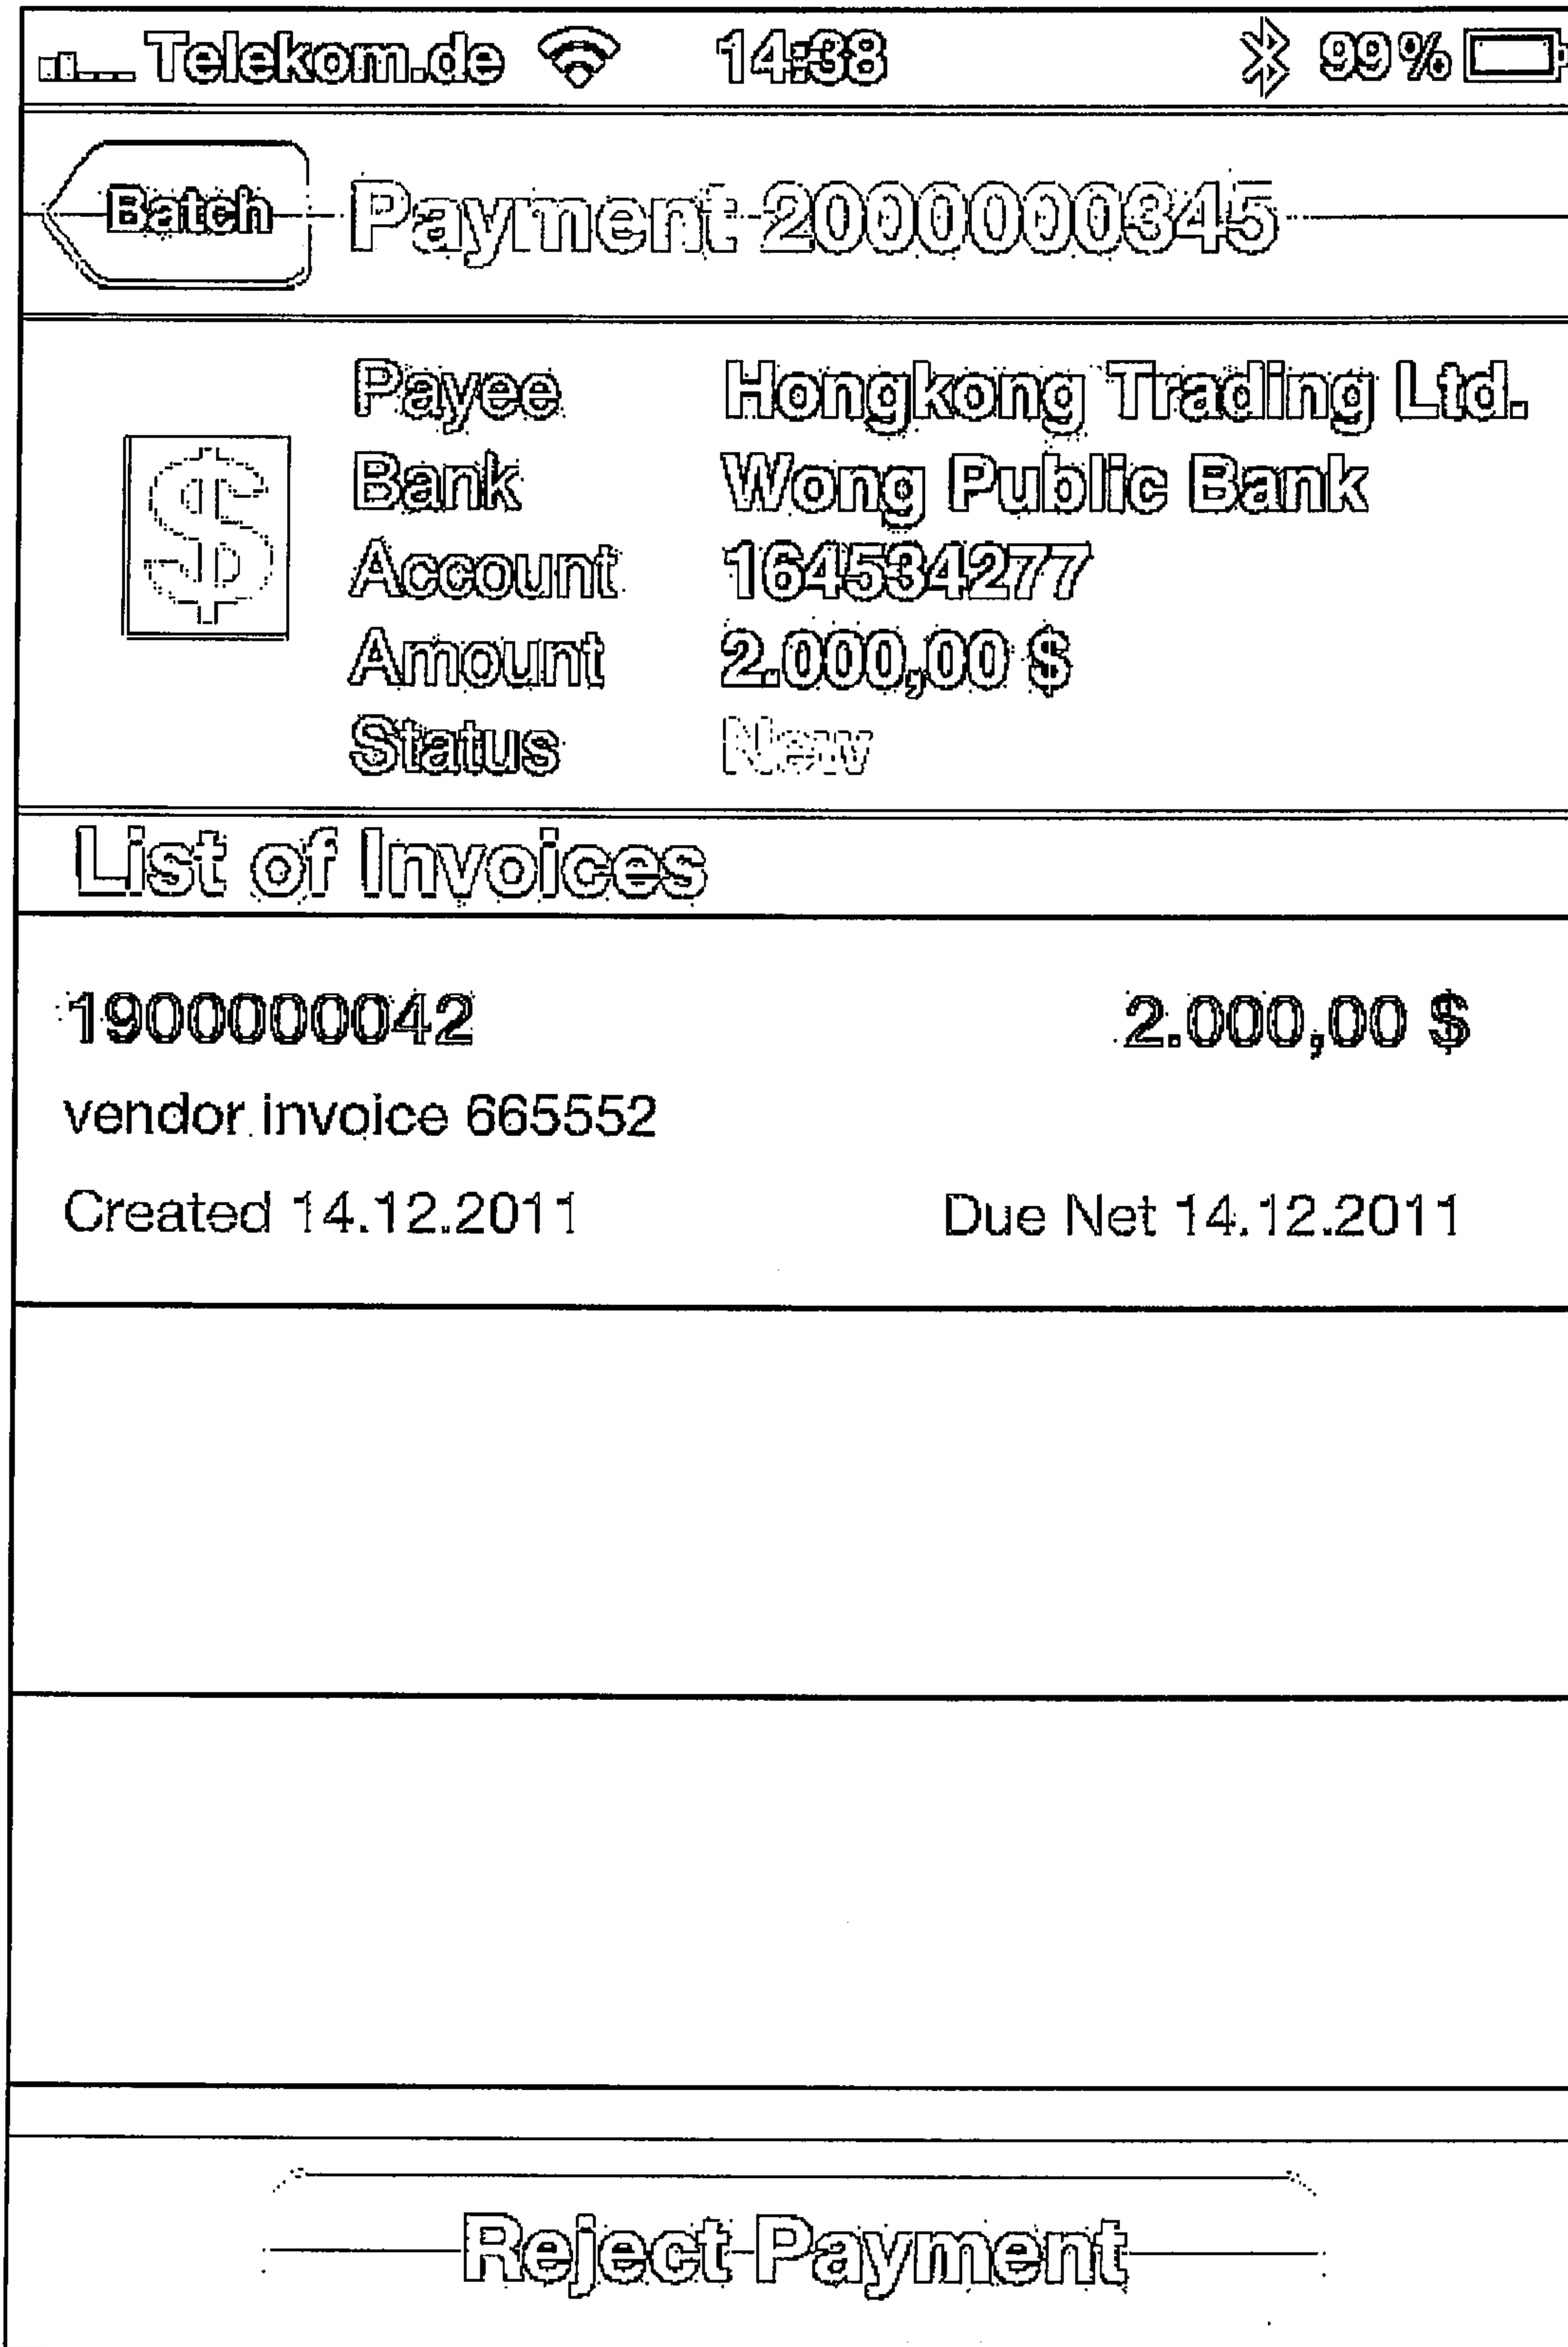 Telekom.de 14:38 99%
Batch Payment 2000000345
Payee Hongkong Trading Ltd.
Bank Wong Public Bank
Account 164534277
Amount 2.000,00 $
Status New
List of Invoices
1900000042 2.000,00 $
vendor invoice 665552
Created 14.12.2011 Due Net 14.12.2011
Reject Payment